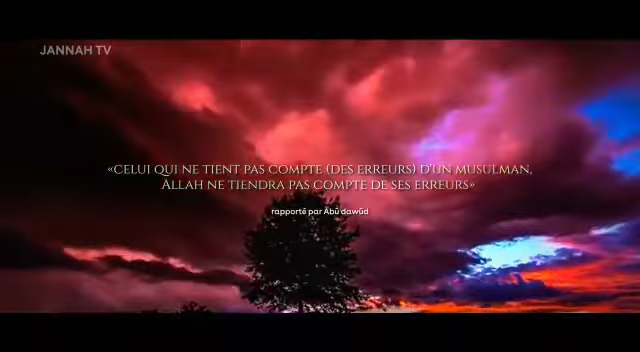 JANNAH TV
«CELUI QUI NE TIENT PAS COMPTE (DES ERREURS) D'UN MUSULMAN,
ALLAH NE TIENDRA PAS COMPTE DE SES ERREURS»
rapporté par Abû dawûd